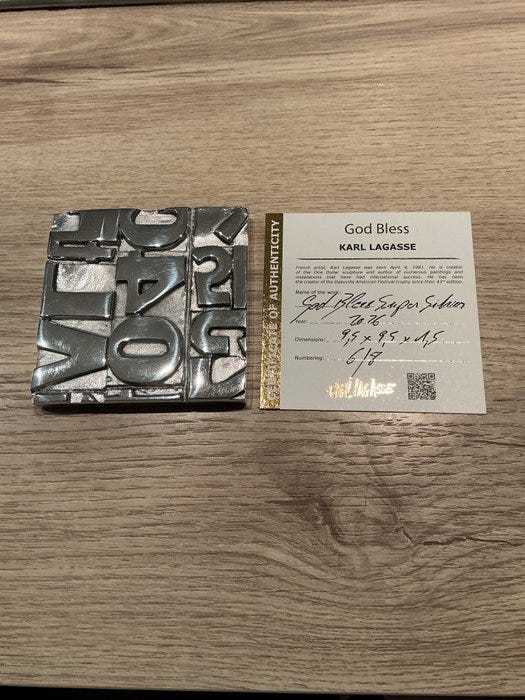 CERTIFICATE OF AUTHENTICITY
God Bless
KARL LAGASSE
French artist, Karl Lagasse was born April 4, 1981. He is creator
of the One Dollar sculpture and author of numerous paintings and
installations that have had international success. He has been
the creator of the Deauville American Festival trophy since their 43rd edition.
Name of the work:
God Bless Super Silver
Year: 2026
Dimensions: 9,5 x 9,5 x 1,5
Numbering: 6/8